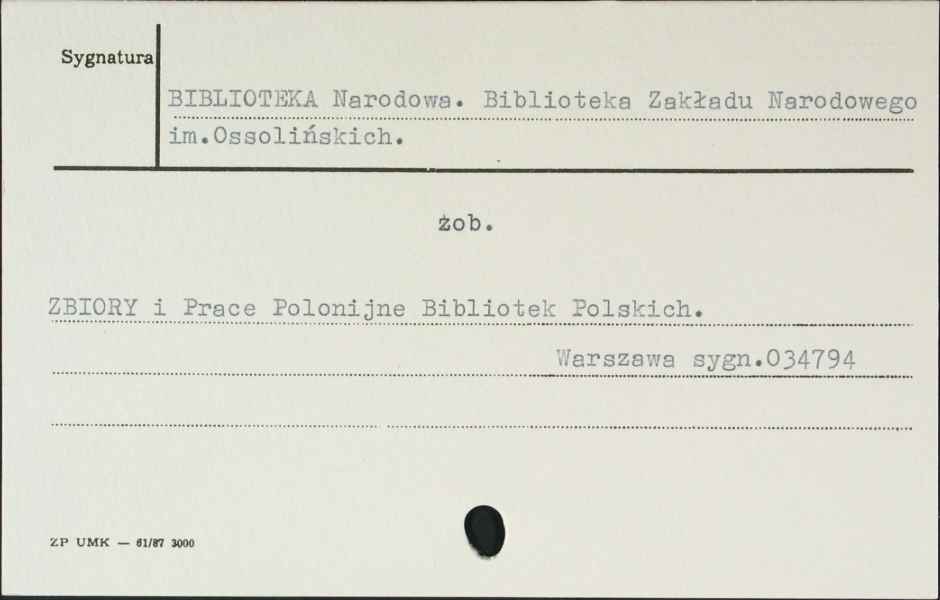 Sygnatura
BIBLIOTEKA Narodowa. Biblioteka Zakładu Narodowego
im.Ossolińskich.
żob.
ZBIORY i Prace Polonijne Bibliotek Polskich.
Warszawa sygn.034794
ZP UMK — 61/87 3000